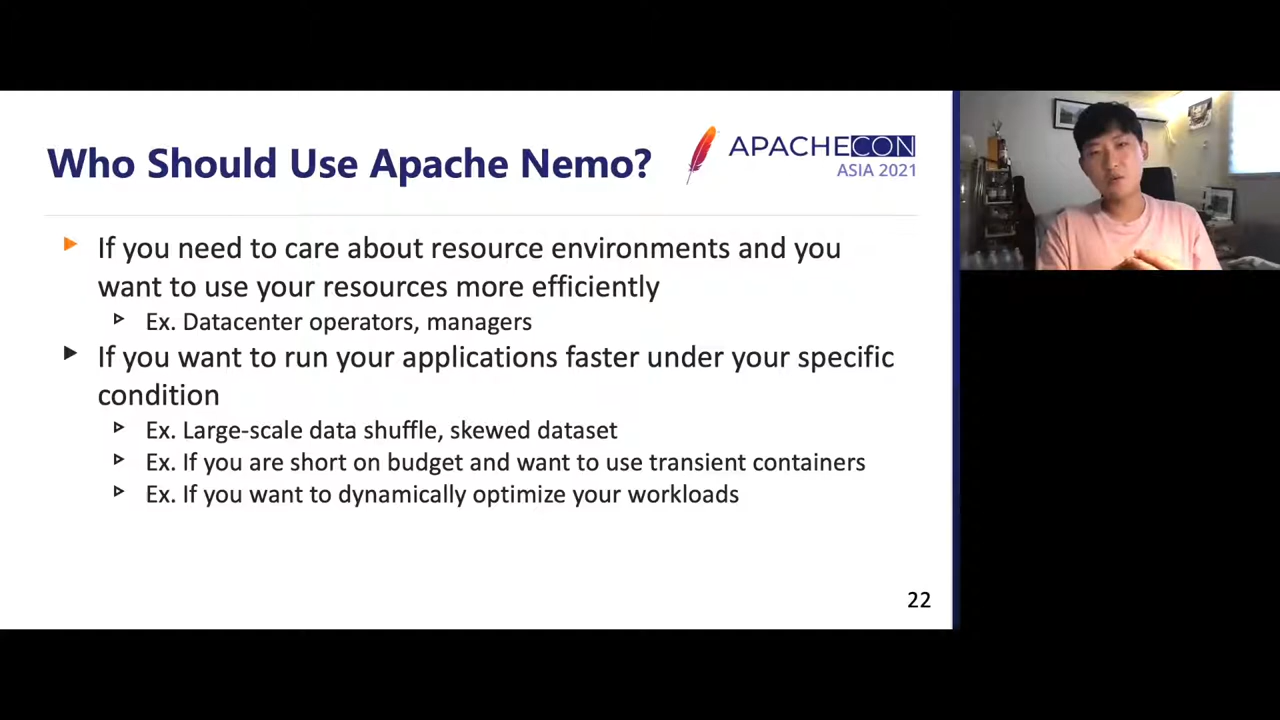 Who Should Use Apache Nemo?
APACHECON
ASIA 2021
If you need to care about resource environments and you
want to use your resources more efficiently
Ex. Datacenter operators, managers
If you want to run your applications faster under your specific
condition
Ex. Large-scale data shuffle, skewed dataset
Ex. If you are short on budget and want to use transient containers
Ex. If you want to dynamically optimize your workloads
22